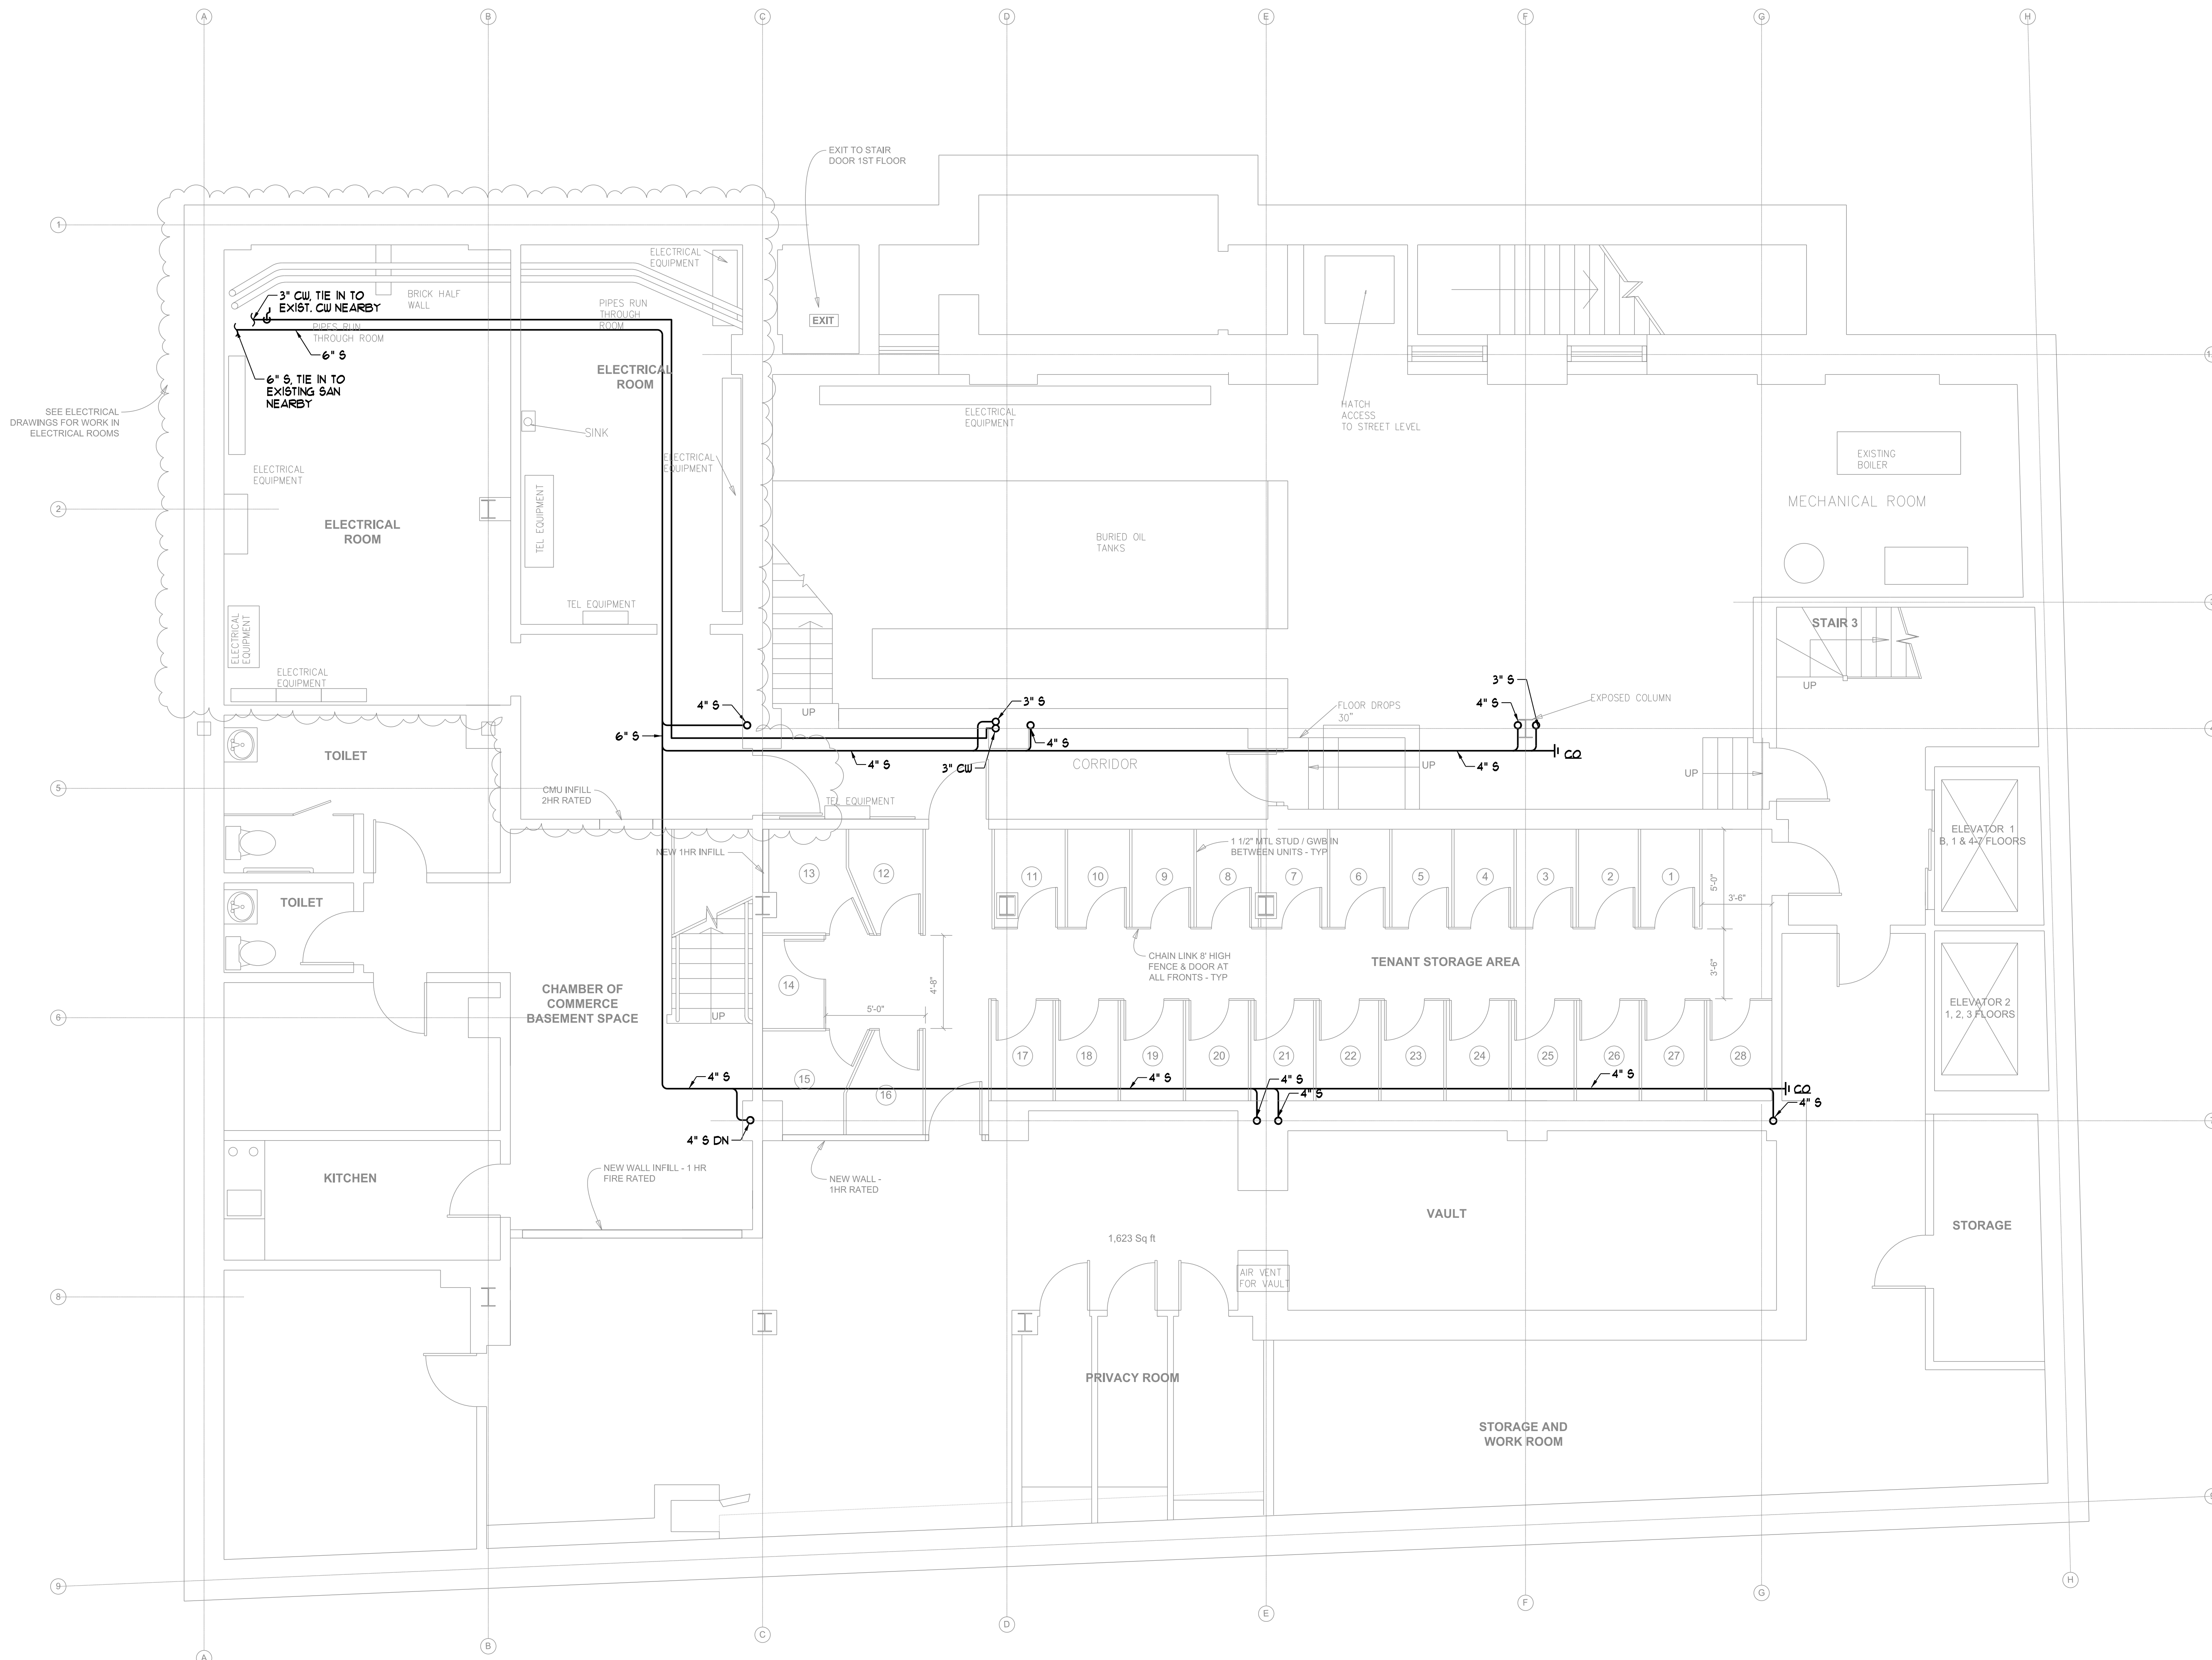 A
B
C
D
E
F
G
H
EXIT TO STAIR
DOOR 1ST FLOOR
1
ELECTRICAL
EQUIPMENT
3" CW, TIE IN TO
EXIST. CW NEARBY
BRICK HALF
WALL
PIPES RUN
THROUGH
ROOM
EXIT
PIPES RUN
THROUGH ROOM
6" S
6" S, TIE IN TO
EXISTING SAN
NEARBY
ELECTRICAL
ROOM
SEE ELECTRICAL
DRAWINGS FOR WORK IN
ELECTRICAL ROOMS
ELECTRICAL
EQUIPMENT
HATCH
ACCESS
TO STREET LEVEL
SINK
EXISTING
BOILER
ELECTRICAL
EQUIPMENT
ELECTRICAL
EQUIPMENT
MECHANICAL ROOM
2
TEL EQUIPMENT
ELECTRICAL
ROOM
BURIED OIL
TANKS
TEL EQUIPMENT
STAIR 3
ELECTRICAL
EQUIPMENT
ELECTRICAL
EQUIPMENT
3" S
UP
EXPOSED COLUMN
4" S
3" S
4" S
FLOOR DROPS
30"
UP
6" S
4" S
TOILET
4" S
3" CW
CORRIDOR
4" S
CO
UP
UP
5
CMU INFILL
2HR RATED
TEL EQUIPMENT
ELEVATOR 1
B, 1 & 4-7 FLOORS
NEW 1HR INFILL
1 1/2" MTL STUD / GWB IN
BETWEEN UNITS - TYP
13
12
11
10
9
8
7
6
5
4
3
2
1
5'-0"
3'-6"
TOILET
CHAIN LINK 8' HIGH
FENCE & DOOR AT
ALL FRONTS - TYP
TENANT STORAGE AREA
3'-6"
14
4'-8"
CHAMBER OF
COMMERCE
BASEMENT SPACE
5'-0"
UP
6
ELEVATOR 2
1, 2, 3 FLOORS
17
18
19
20
21
22
23
24
25
26
27
28
15
16
4" S
4" S
4" S
4" S
4" S
CO
4" S
4" S DN
NEW WALL INFILL - 1 HR
FIRE RATED
NEW WALL -
1HR RATED
KITCHEN
VAULT
STORAGE
1,623 Sq ft
AIR VENT
FOR VAULT
8
PRIVACY ROOM
STORAGE AND
WORK ROOM
9
H
G
F
E
D
C
B
A